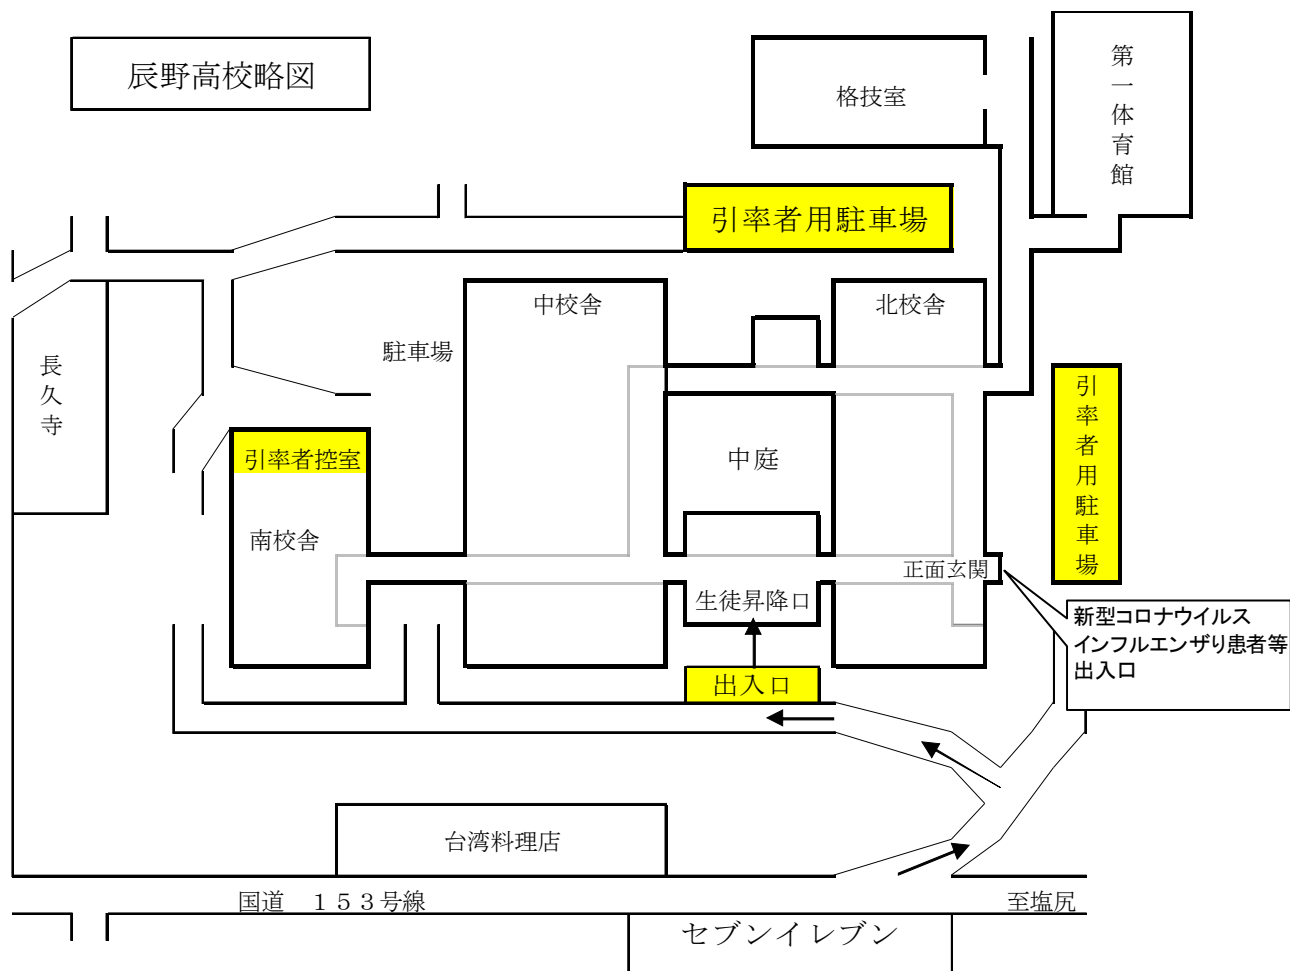 辰野高校略図
格技室
第一体育館
引率者用駐車場
中校舎
北校舎
駐車場
長久寺
引率者用駐車場
引率者控室
中庭
南校舎
正面玄関
生徒昇降口
新型コロナウイルス
インフルエンザり患者等
出入口
出入口
台湾料理店
国道　１５３号線
至塩尻
セブンイレブン